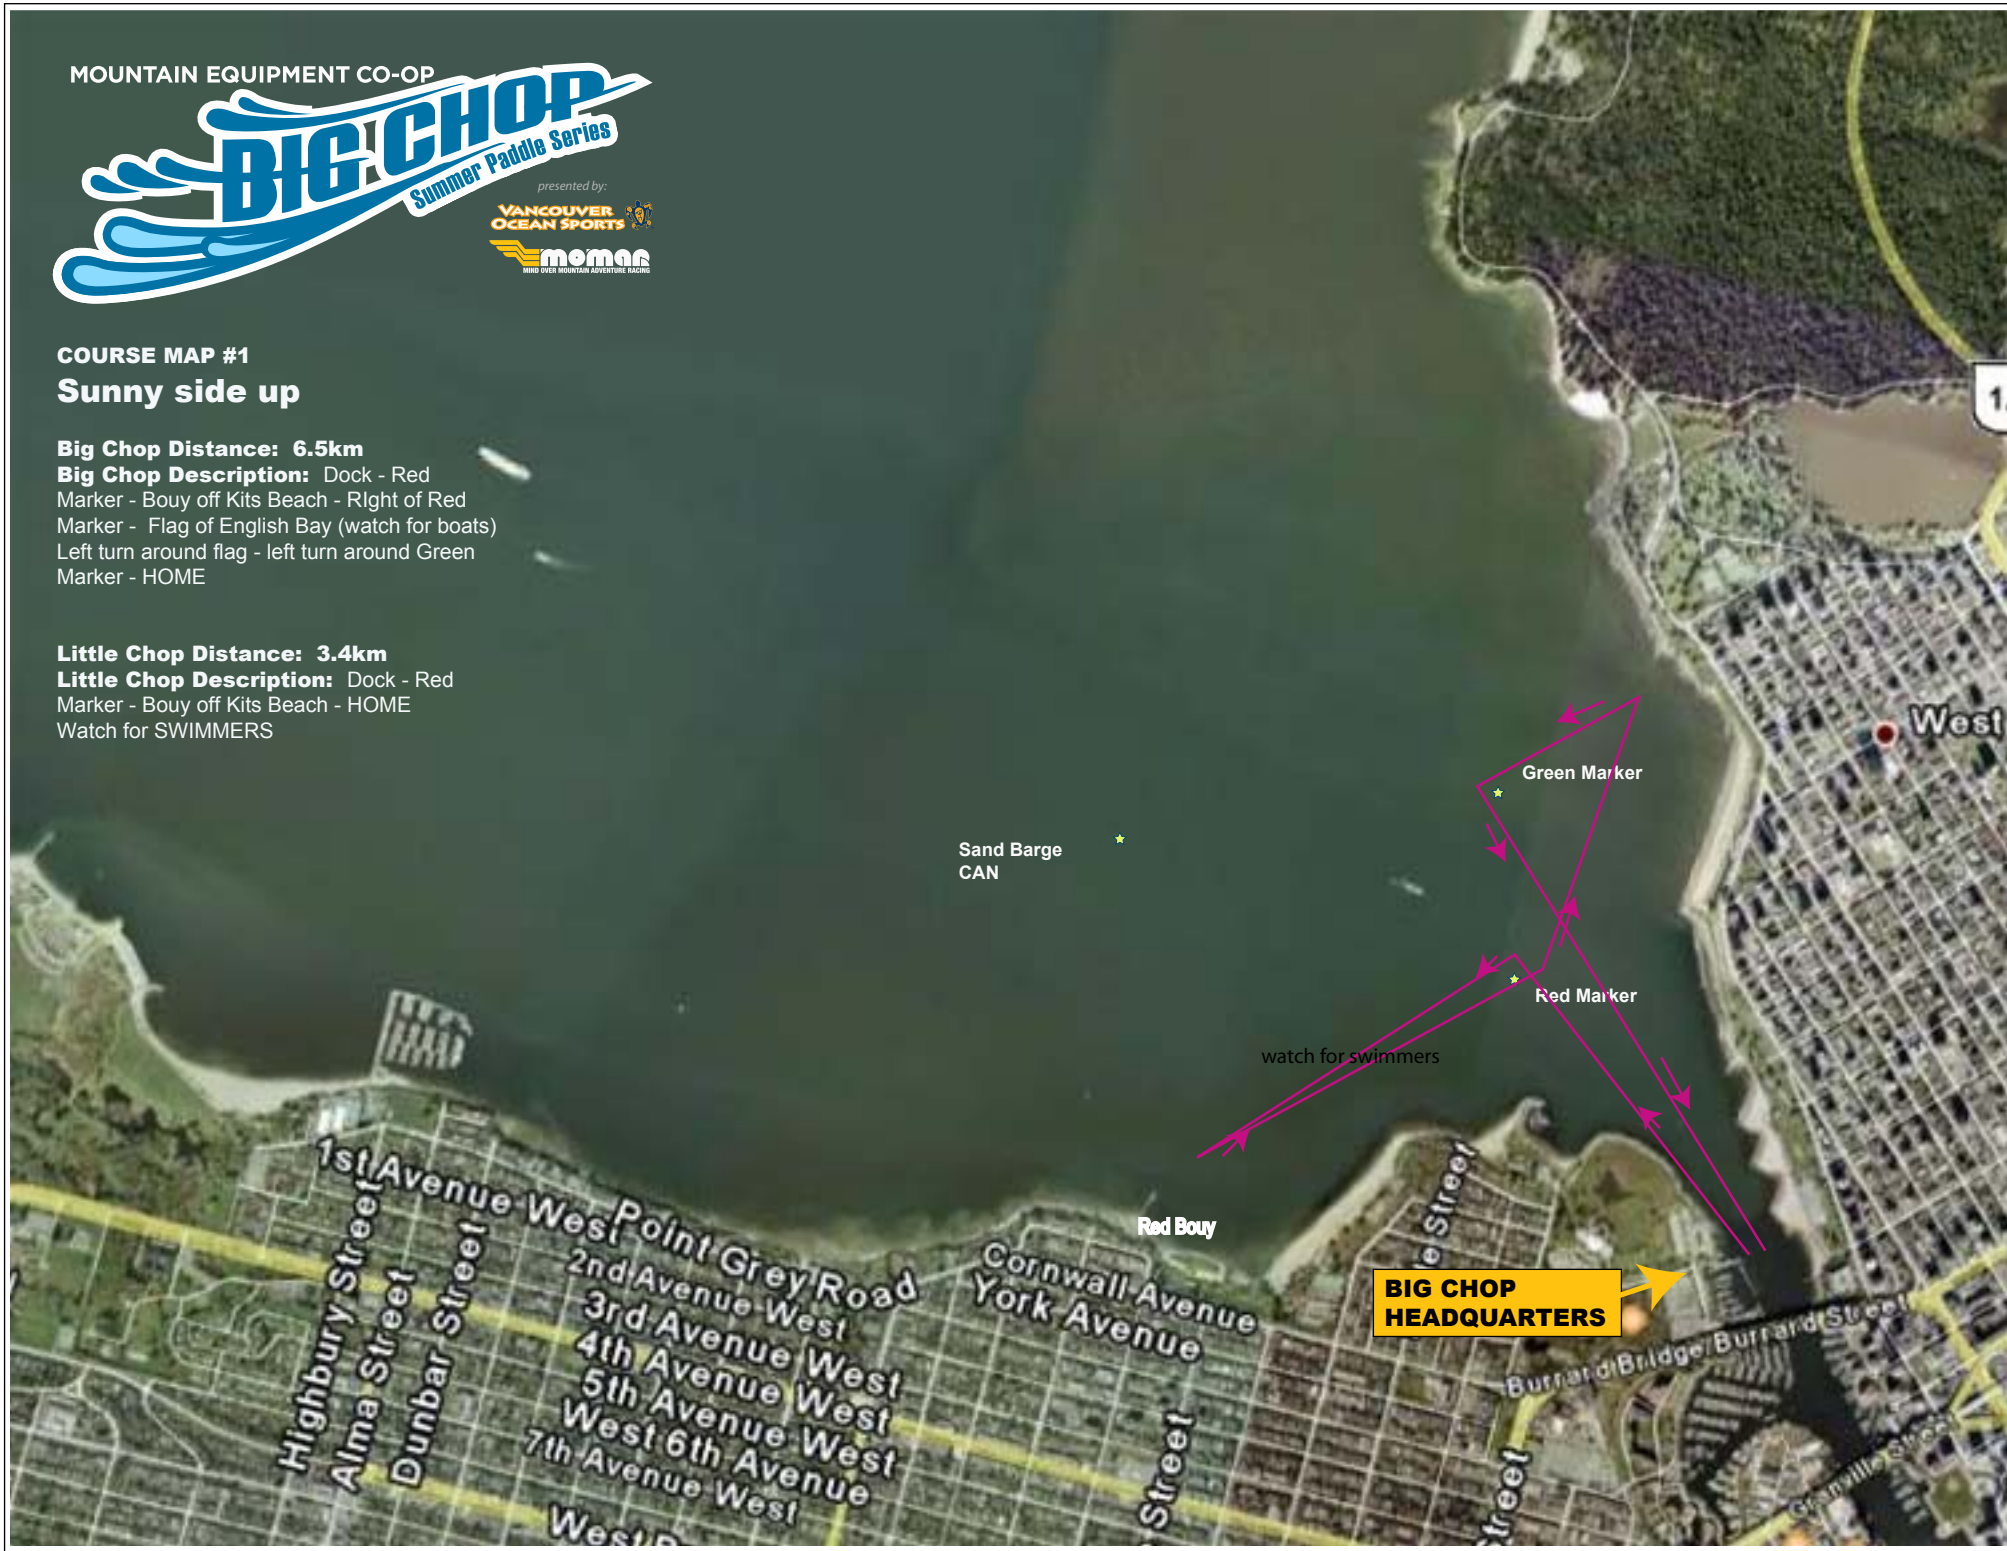 MOUNTAIN EQUIPMENT CO-OP
BIG CHOP
Summer Paddle Series
presented by:
VANCOUVER
OCEAN SPORTS
momar
MIND OVER MOUNTAIN ADVENTURE RACING
COURSE MAP #1
Sunny side up
Big Chop Distance: 6.5km
Big Chop Description: Dock - Red
Marker - Bouy off Kits Beach - RIght of Red
Marker - Flag of English Bay (watch for boats)
Left turn around flag - left turn around Green
Marker - HOME
Little Chop Distance: 3.4km
Little Chop Description: Dock - Red
Marker - Bouy off Kits Beach - HOME
Watch for SWIMMERS
West
Green Marker
Sand Barge
CAN
Red Marker
watch for swimmers
Red Bouy
BIG CHOP
HEADQUARTERS
1st Avenue West
Point Grey Road
2nd Avenue West
3rd Avenue West
4th Avenue West
5th Avenue West
West 6th Avenue
7th Avenue West
Highbury Street
Alma Street
Dunbar Street
Cornwall Avenue
York Avenue
Street
Street
Street
Burrard Bridge/Burrard Street
Granville Street
West